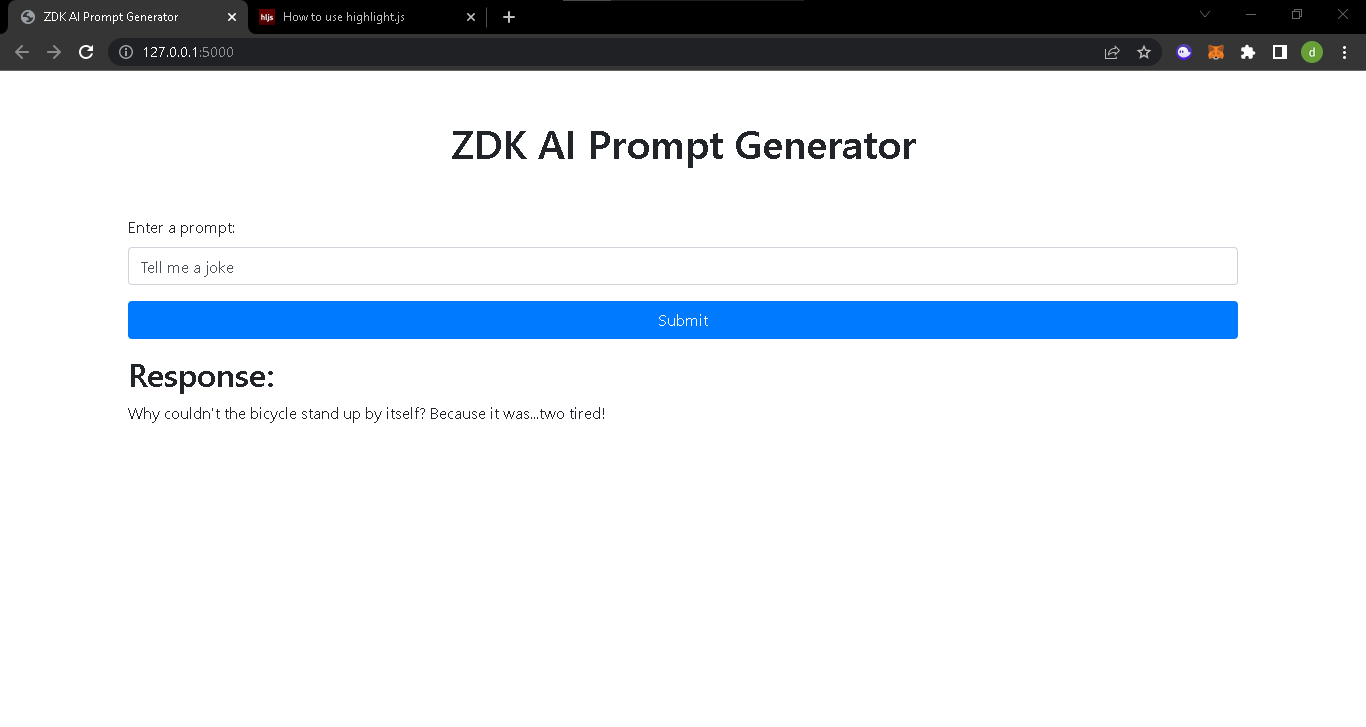 ZDK AI Prompt Generator
hljs
How to use highlight.js
127.0.0.1:5000
d
ZDK AI Prompt Generator
Enter a prompt:
Tell me a joke
Submit
Response:
Why couldn't the bicycle stand up by itself? Because it was...two tired!